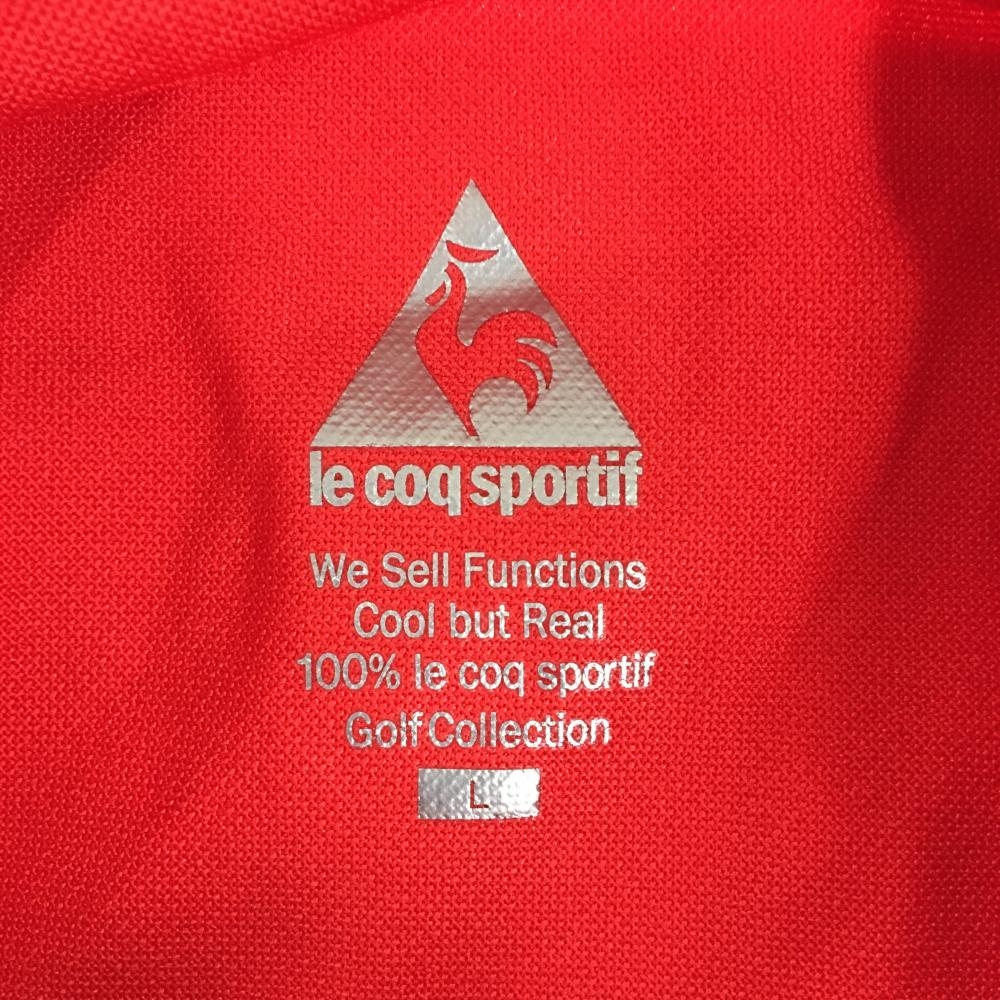 le coq sportif
We Sell Functions
Cool but Real
100% le coq sportif
Golf Collection
L